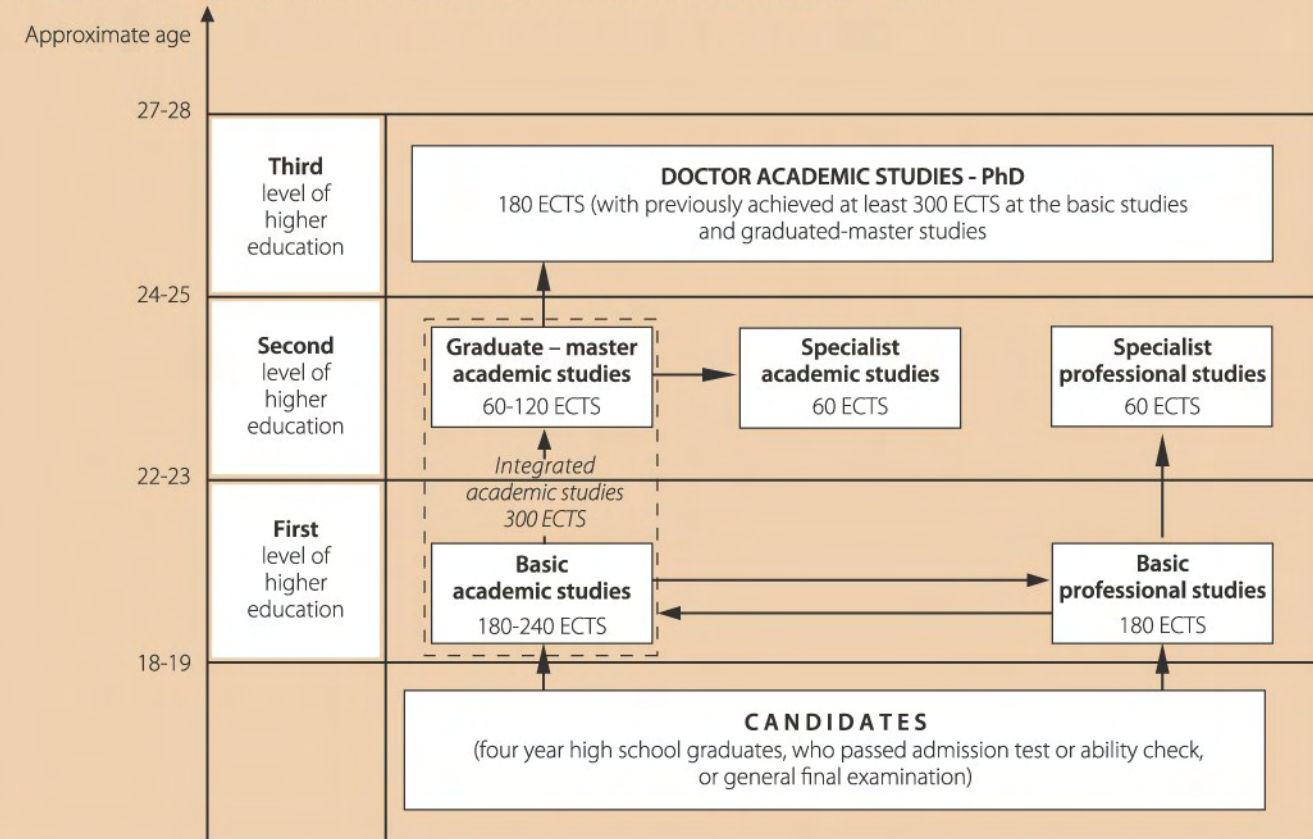 Approximate age
27-28
Third
level of
higher
education
DOCTOR ACADEMIC STUDIES - PhD
180 ECTS (with previously achieved at least 300 ECTS at the basic studies
and graduated-master studies
24-25
Second
level of
higher
education
Graduate – master
academic studies
60-120 ECTS
Specialist
academic studies
60 ECTS
Specialist
professional studies
60 ECTS
Integrated
academic studies
300 ECTS
22-23
First
level of
higher
education
Basic
academic studies
180-240 ECTS
Basic
professional studies
180 ECTS
18-19
CANDIDATES
(four year high school graduates, who passed admission test or ability check,
or general final examination)